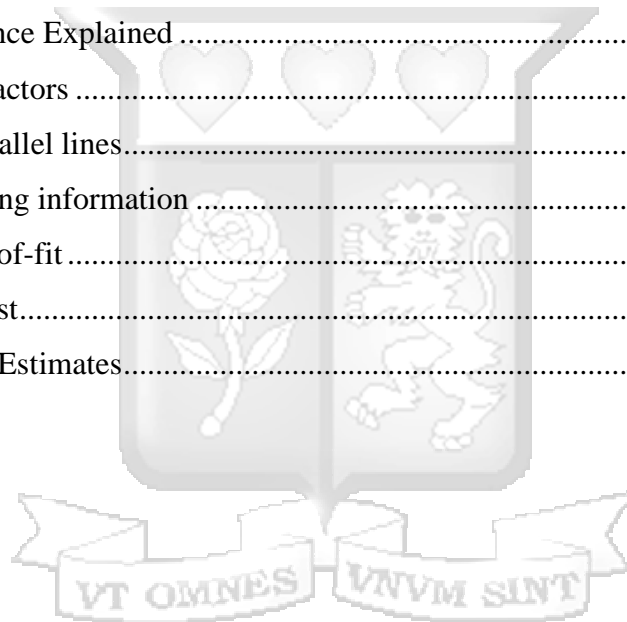 nce Explained ..........................................................................
actors ..........................................................................................
allel lines..................................................................................
ng information .......................................................................
of-fit ..........................................................................................
st.................................................................................................
Estimates..................................................................................
VT OMNES VNVM SINT